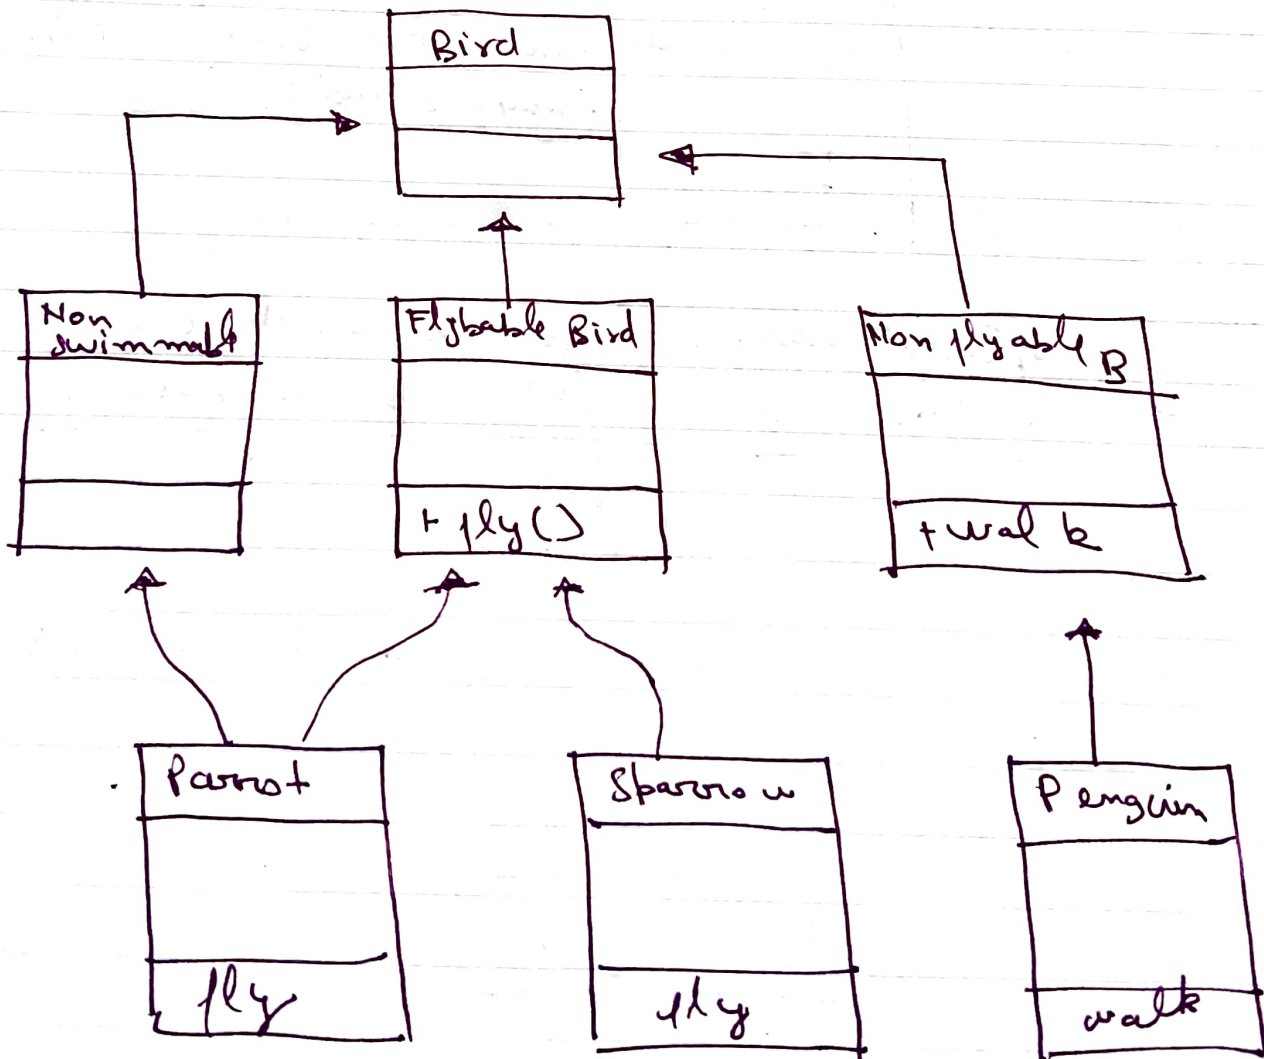 Bird
Non
swimmable
Flybable Bird
Non flyable B
+ fly()
+ walk
Parrot
Sparrow
Penguin
fly
fly
walk